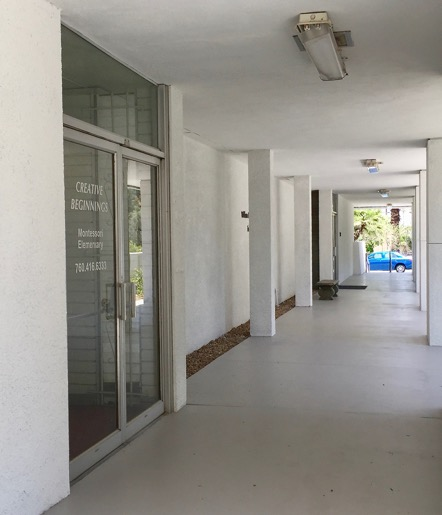 CREATIVE
BEGINNINGS
Montessori
Elementary
760.416.6333